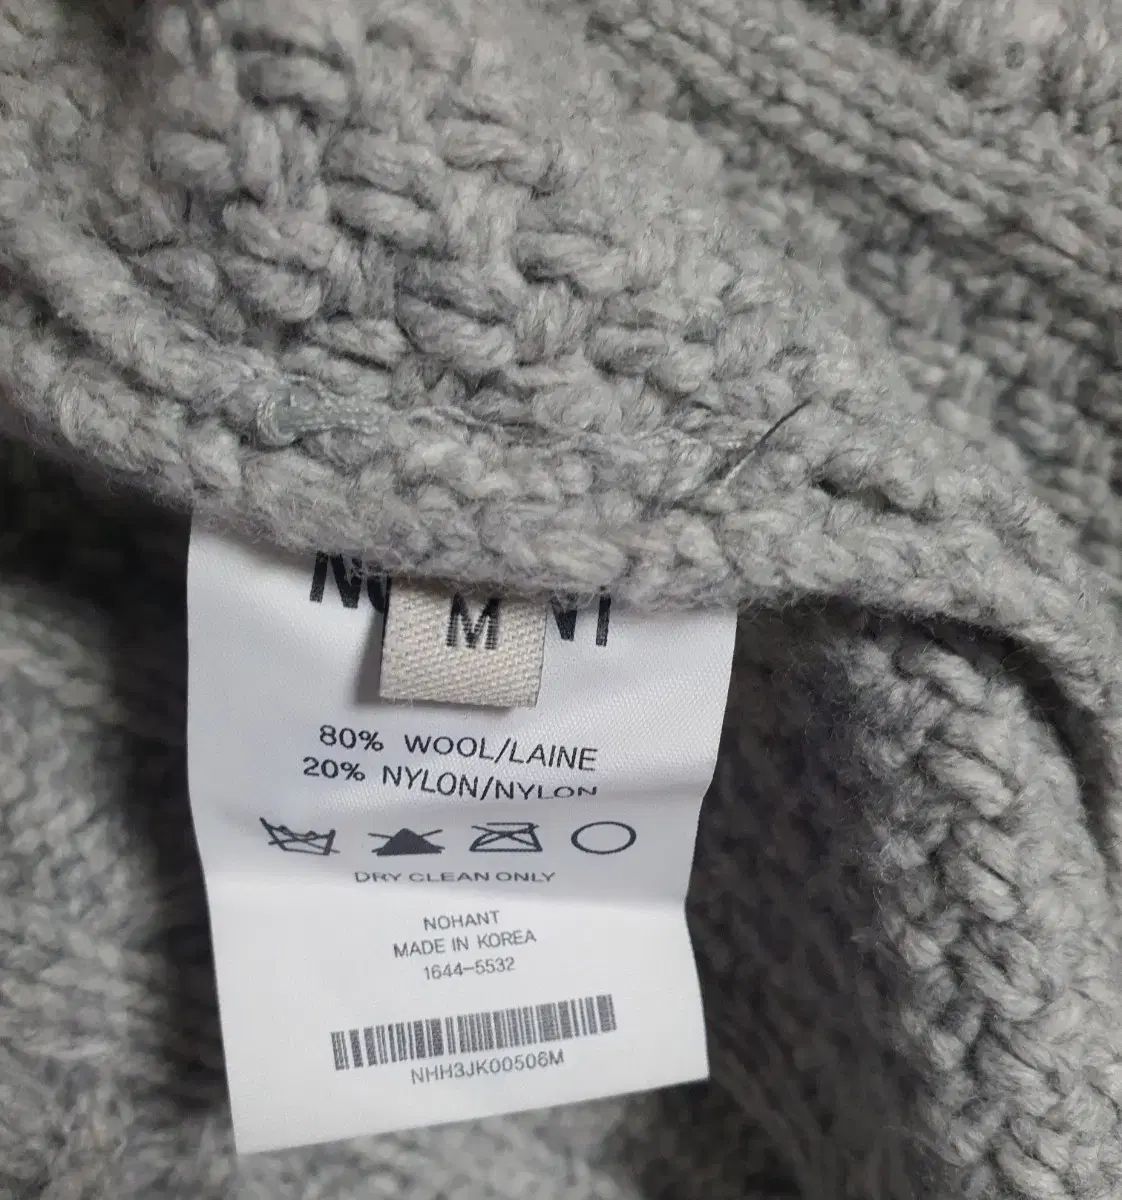 M
80% WOOL/LAINE
20% NYLON/NYLON
DRY CLEAN ONLY
NOHANT
MADE IN KOREA
1644-5532
NHH3JK00506M